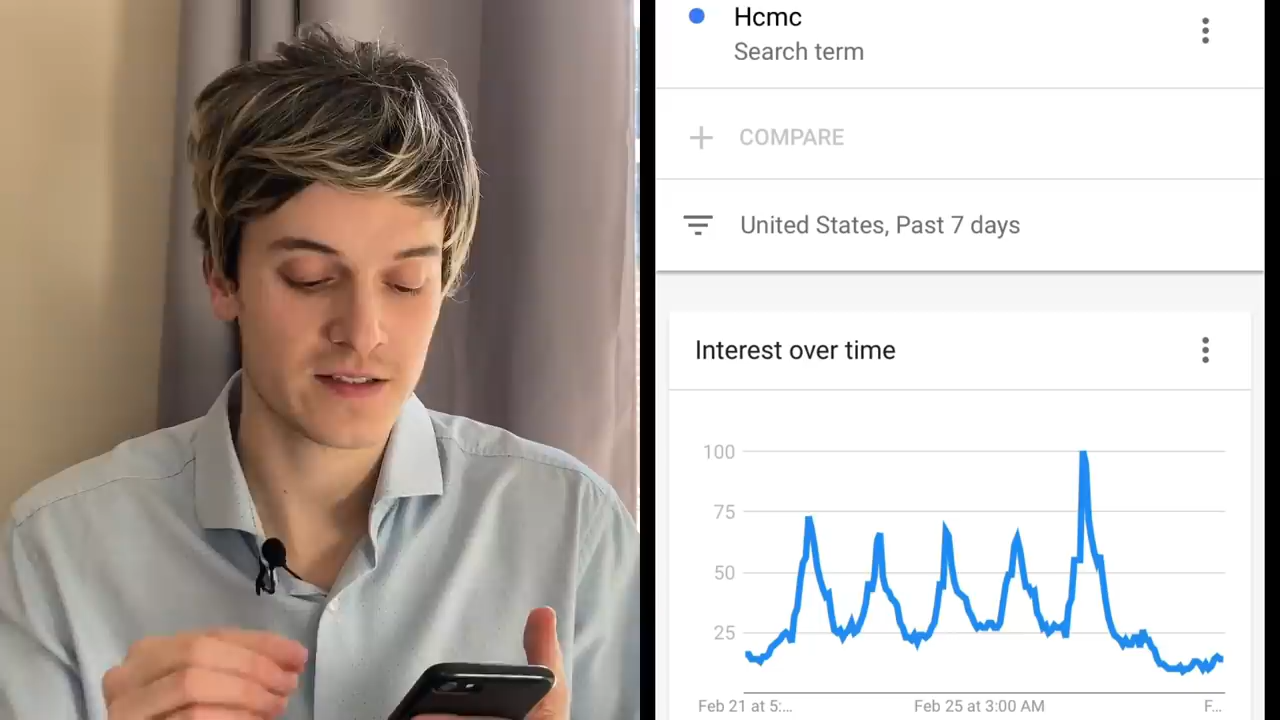 Hcmc
Search term
COMPARE
United States, Past 7 days
Interest over time
100
75
50
25
Feb 21 at 5:...
Feb 25 at 3:00 AM
F...